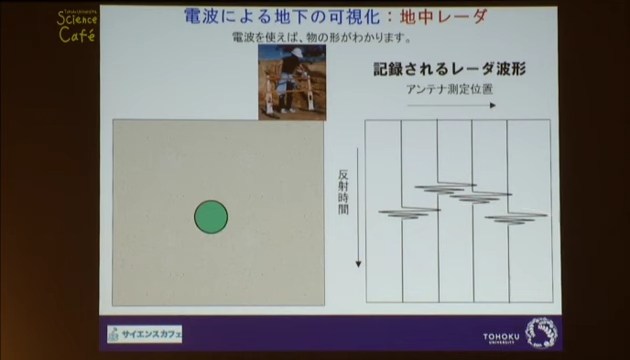 Science
Café
電波による地下の可視化：地中レーダ
電波を使えば、物の形がわかります。
記録されるレーダ波形
アンテナ測定位置
反射時間
サイエンスカフェ
TOHOKU
UNIVERSITY